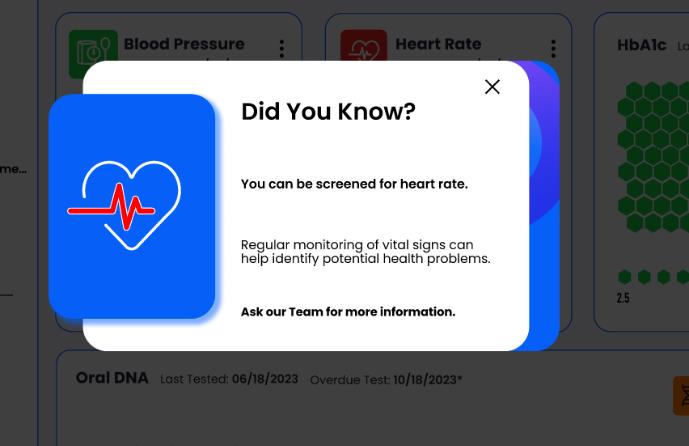 Blood Pressure
Heart Rate
HbA1c La
Did You Know?
me...
You can be screened for heart rate.
Regular monitoring of vital signs can
help identify potential health problems.
2.5
Ask our Team for more information.
Oral DNA Last Tested: 06/18/2023 Overdue Test: 10/18/2023*